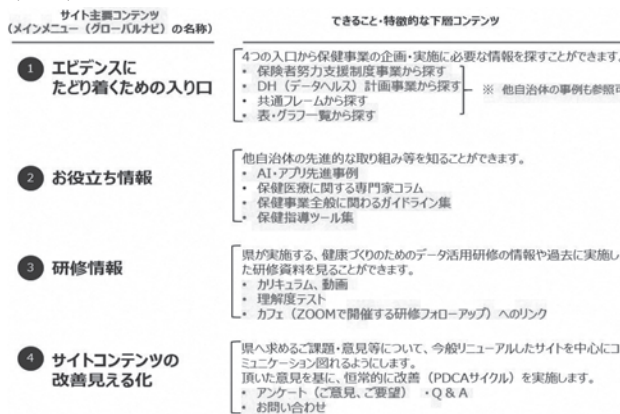 サイト主要コンテンツ
(メインメニュー（グローバルナビ）の名称)
できること・特徴的な下層コンテンツ
1 エビデンスに
たどり着くための入り口
4つの入口から保健事業の企画・実施に必要な情報を探すことができます。
・ 保険者努力支援制度事業から探す
・ DH（データヘルス）計画事業から探す
・ 共通フレームから探す
・ 表・グラフ一覧から探す
※ 他自治体の事例も参照可
2 お役立ち情報
他自治体の先進的な取り組み等を知ることができます。
・ AI・アプリ先進事例
・ 保健医療に関する専門家コラム
・ 保健事業全般に関わるガイドライン集
・ 保健指導ツール集
3 研修情報
県が実施する、健康づくりのためのデータ活用研修の情報や過去に実施し
た研修資料を見ることができます。
・ カリキュラム、動画
・ 理解度テスト
・ カフェ（ZOOMで開催する研修フォローアップ）へのリンク
4 サイトコンテンツの
改善見える化
県へ求めるご課題・意見等について、今般リニューアルしたサイトを中心にコ
ミュニケーション図れるようにします。
頂いた意見を基に、恒常的に改善（PDCAサイクル）を実施します。
・ アンケート（ご意見、ご要望） ・Q & A
・ お問い合わせ